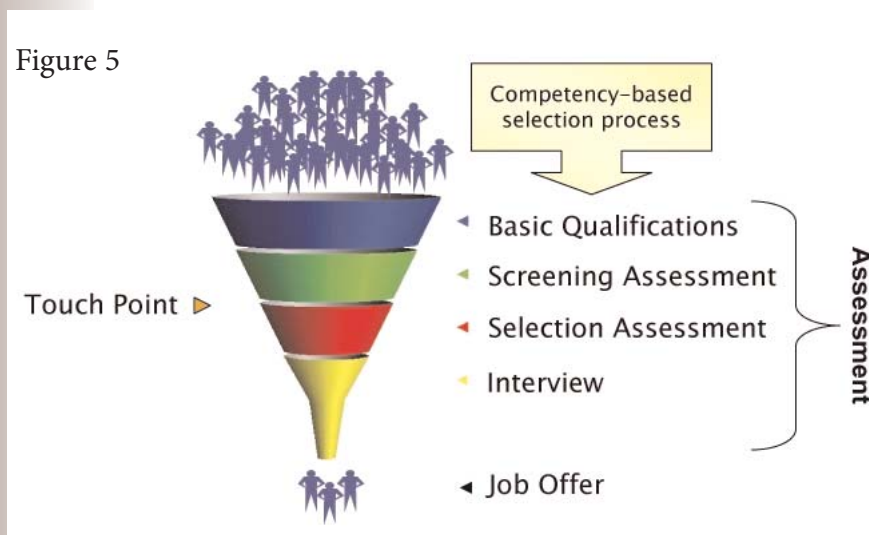 Figure 5
Competency-based
selection process
Basic Qualifications
Screening Assessment
Touch Point
Selection Assessment
Interview
Job Offer
Assessment